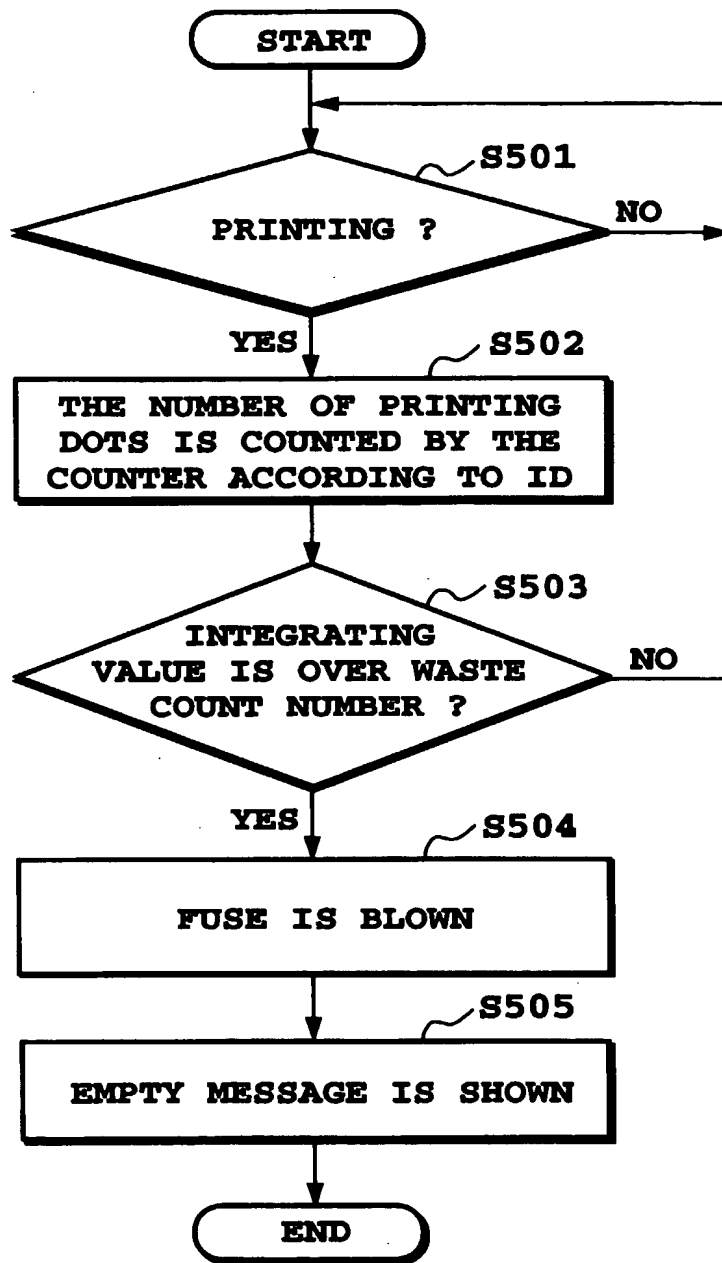 START
S501
PRINTING ?
NO
YES
S502
THE NUMBER OF PRINTING
DOTS IS COUNTED BY THE
COUNTER ACCORDING TO ID
S503
INTEGRATING
VALUE IS OVER WASTE
COUNT NUMBER ?
NO
YES
S504
FUSE IS BLOWN
S505
EMPTY MESSAGE IS SHOWN
END